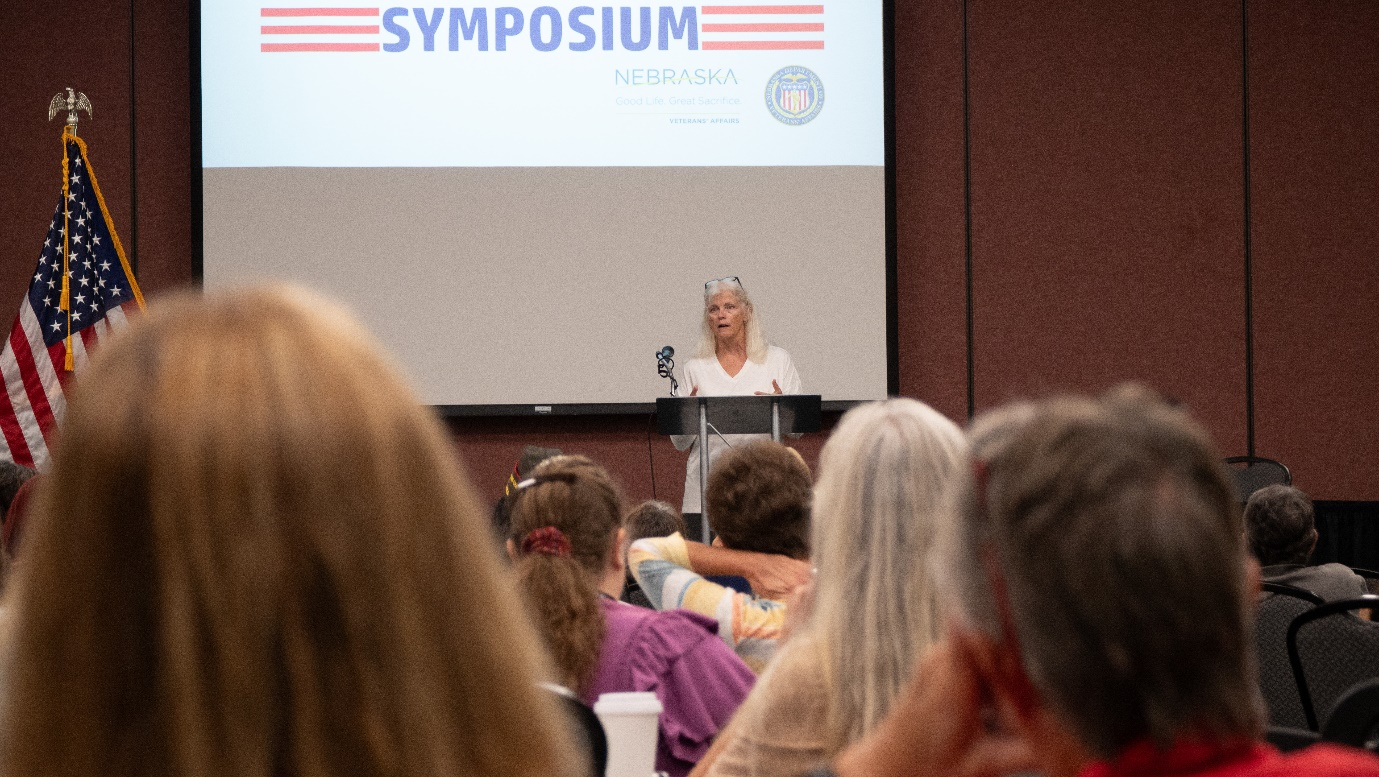 SYMPOSIUM
NEBRASKA
Good Life. Great Sacrifice.
VETERANS' AFFAIRS